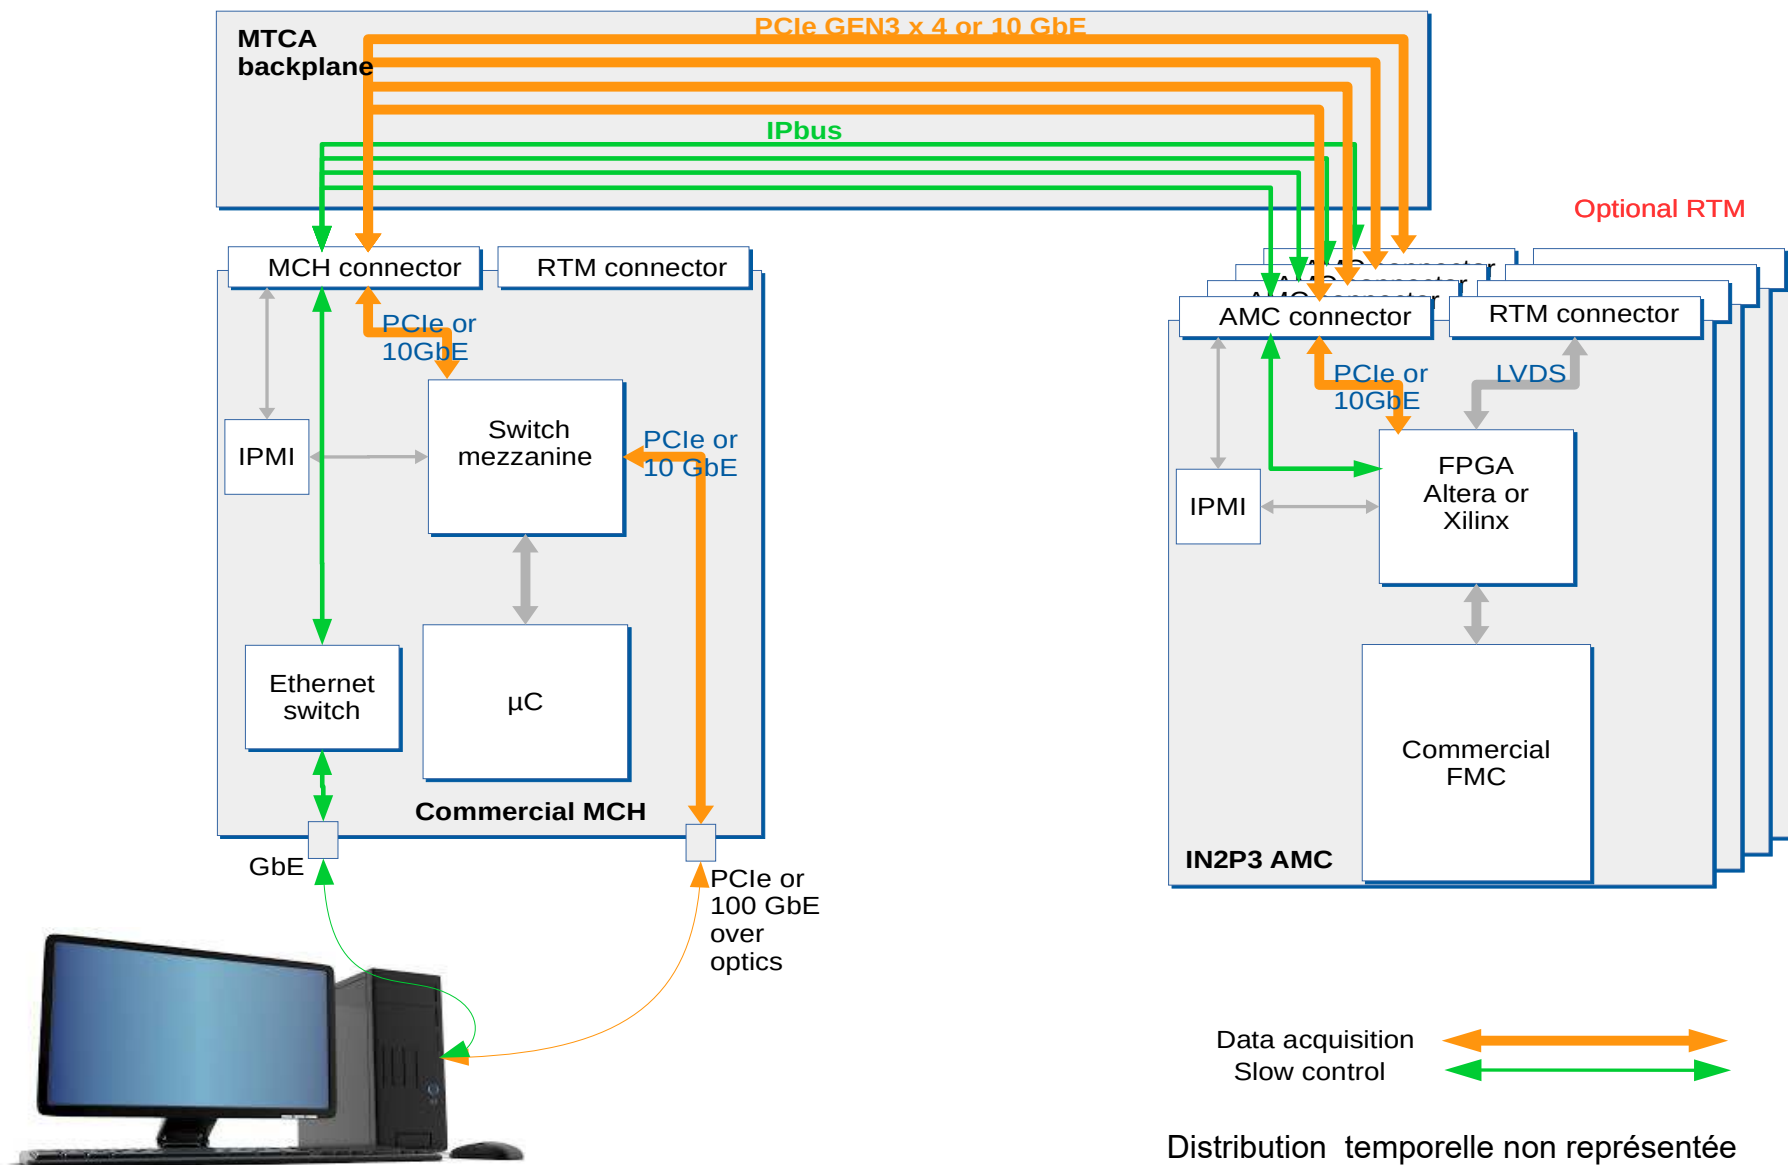 PCIe GEN3 x 4 or 10 GbE
MTCA
backplane
IPbus
Optional RTM
MCH connector
RTM connector
AMC connector
RTM connector
PCIe or
10GbE
PCIe or
10GbE
LVDS
IPMI
Switch
mezzanine
PCIe or
10 GbE
IPMI
FPGA
Altera or
Xilinx
Ethernet
switch
µC
Commercial
FMC
Commercial MCH
IN2P3 AMC
GbE
PCIe or
100 GbE
over
optics
Data acquisition
Slow control
Distribution temporelle non représentée